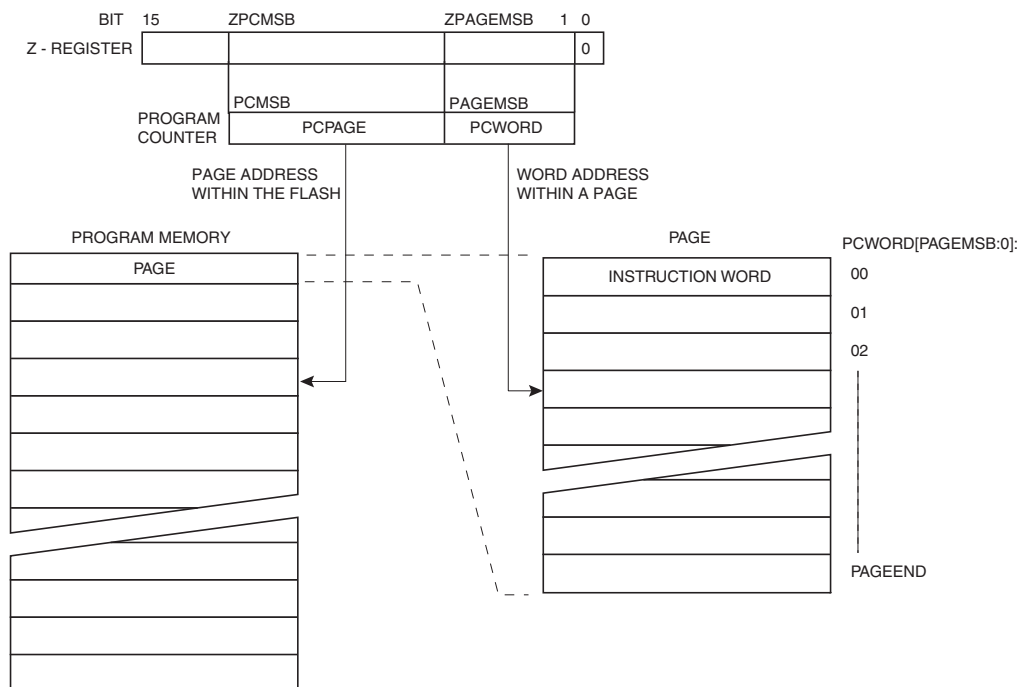 BIT 15 ZPCMSB ZPAGEMSB 1 0
Z - REGISTER 0
PCMSB PAGEMSB
PROGRAM
COUNTER
PCPAGE PCWORD
PAGE ADDRESS
WITHIN THE FLASH
WORD ADDRESS
WITHIN A PAGE
PROGRAM MEMORY
PAGE
PAGE
PCWORD[PAGEMSB:0]:
INSTRUCTION WORD 00
01
02
PAGEEND